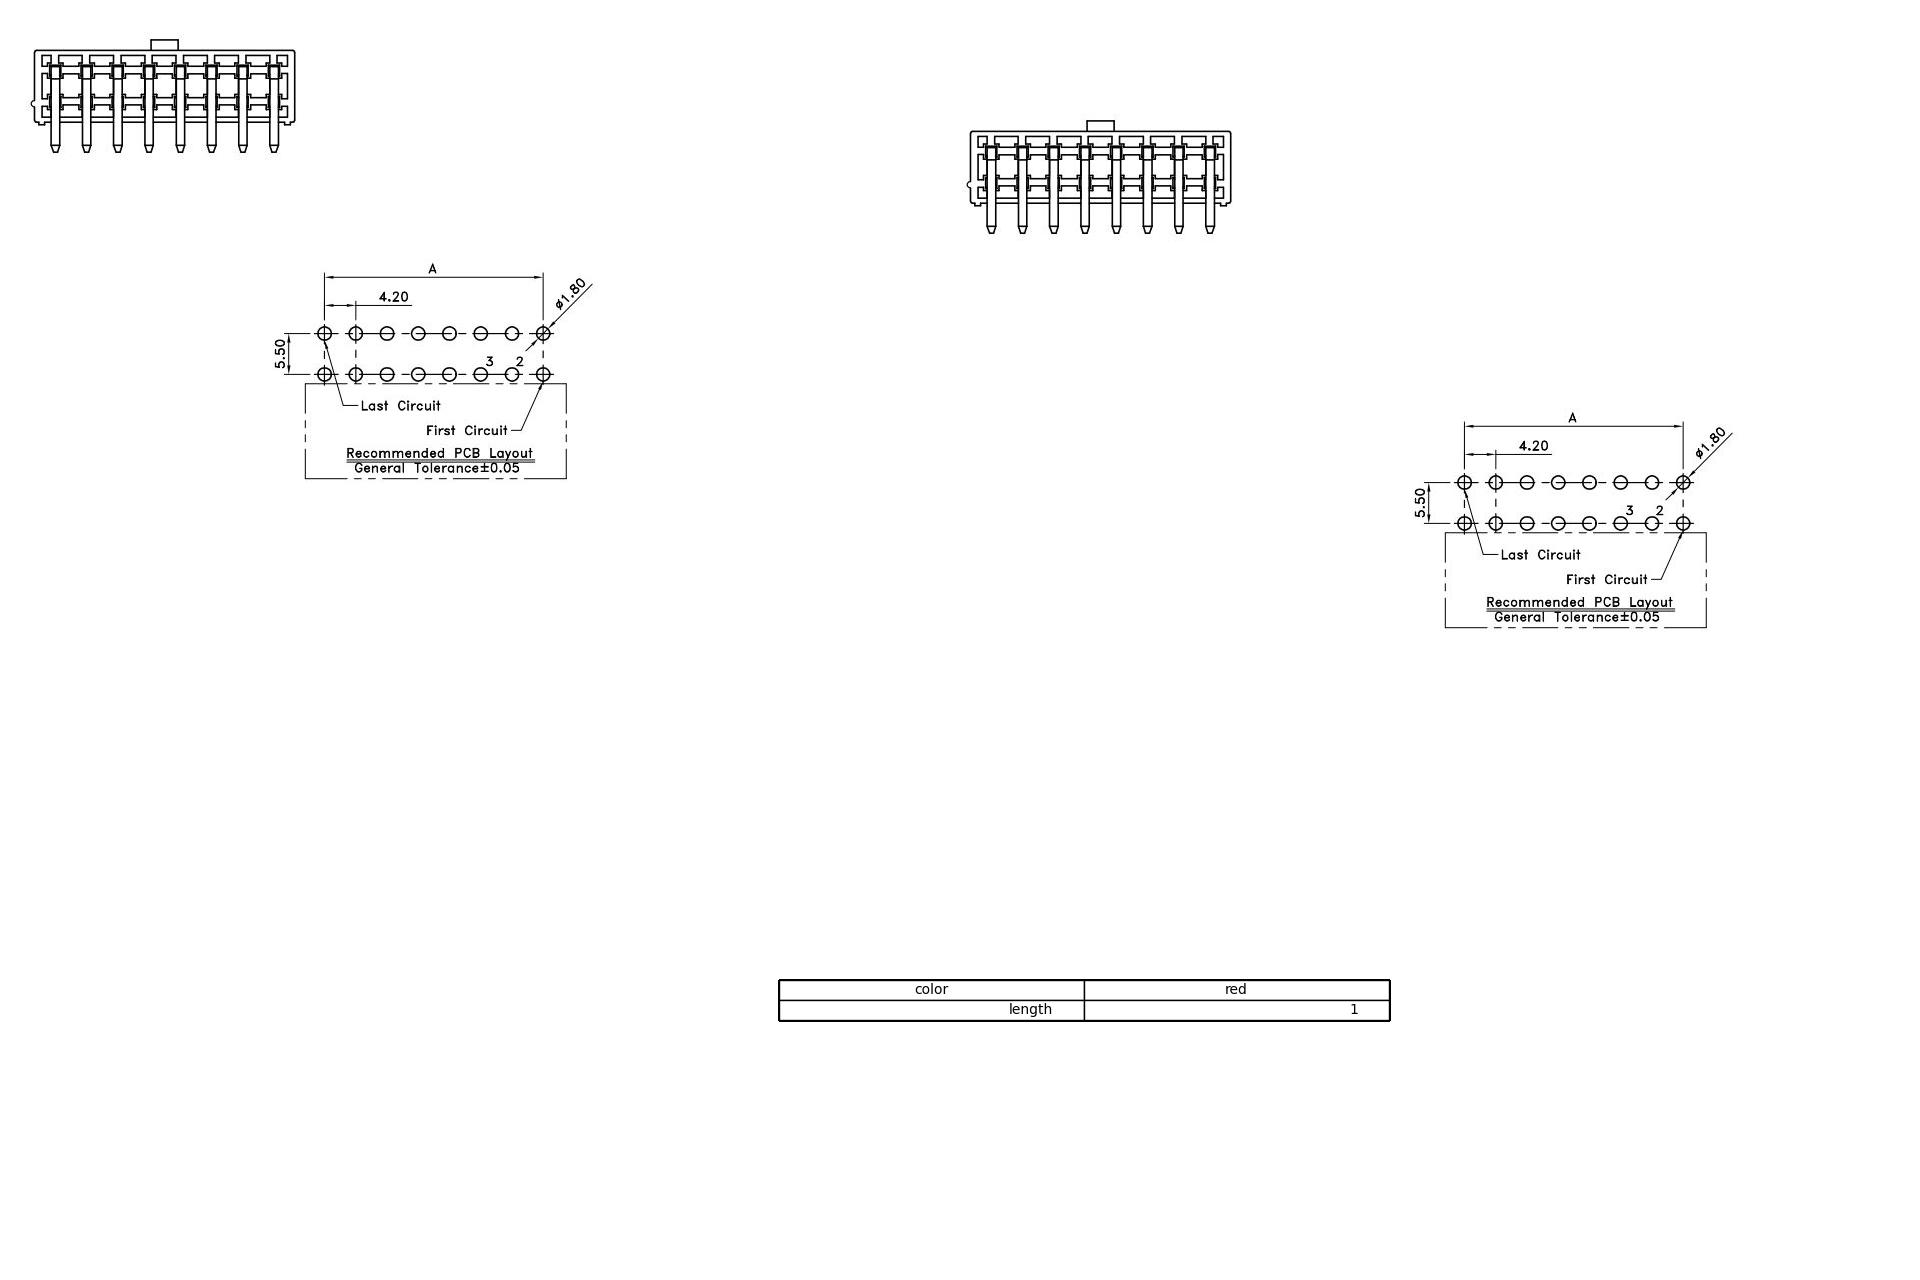 A
4.20
ø1.80
5.50
3 2
Last Circuit
First Circuit
Recommended PCB Layout
General Tolerance±0.05
A
4.20
ø1.80
5.50
3 2
Last Circuit
First Circuit
Recommended PCB Layout
General Tolerance±0.05
color red
length 1